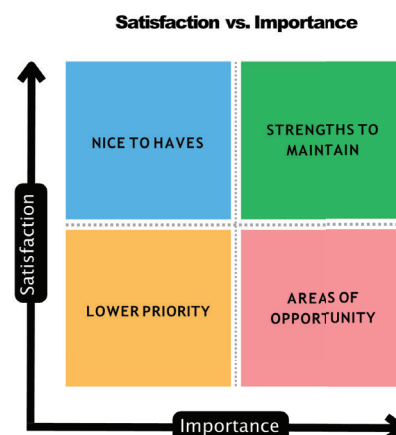 Satisfaction vs. Importance
NICE TO HAVES
STRENGTHS TO
MAINTAIN
Satisfaction
LOWER PRIORITY
AREAS OF
OPPORTUNITY
Importance